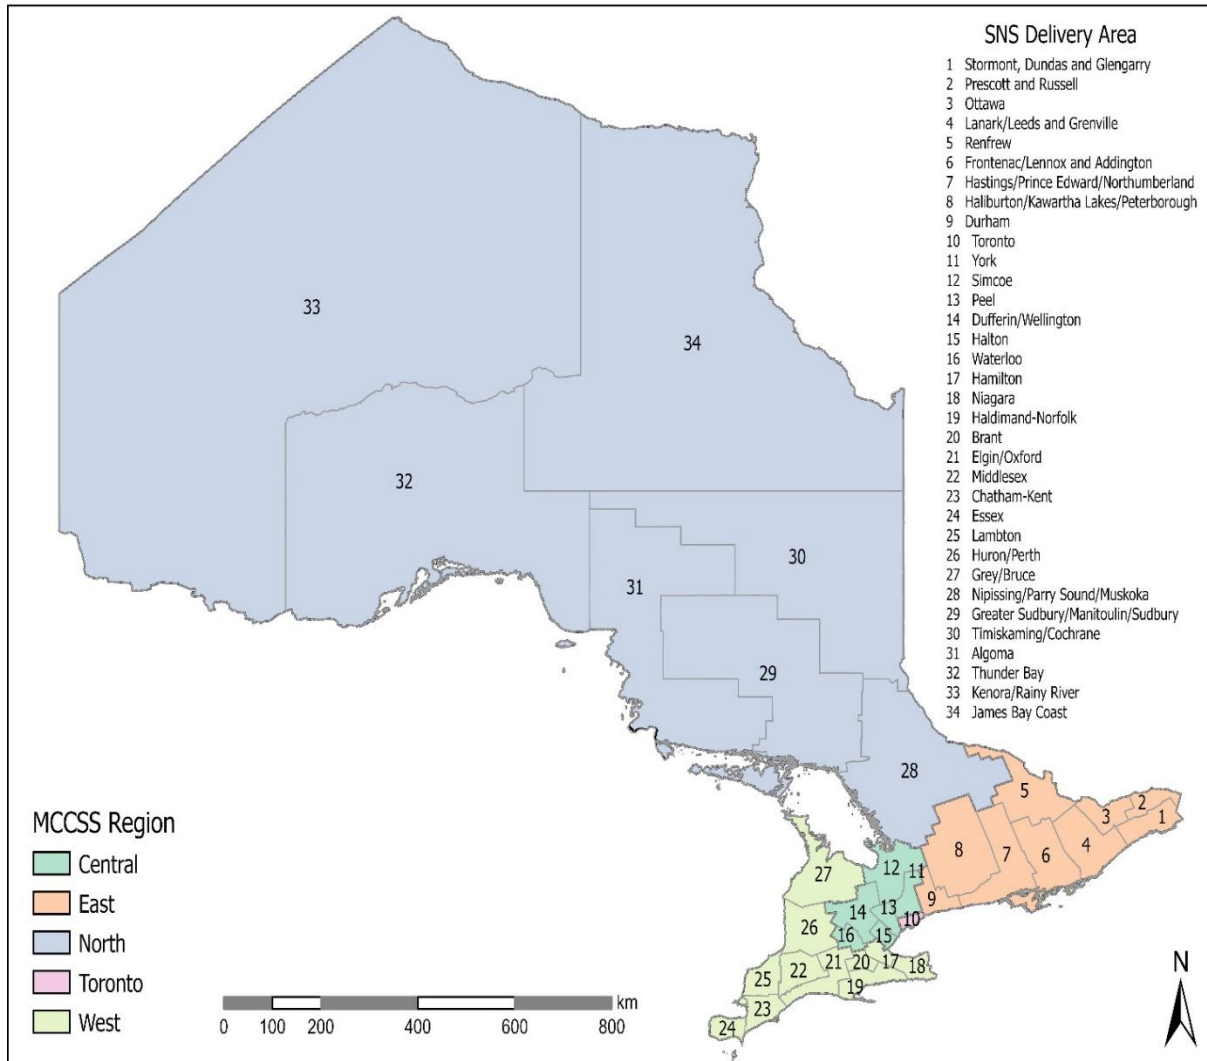 SNS Delivery Area
1 Stormont, Dundas and Glengarry
2 Prescott and Russell
3 Ottawa
4 Lanark/Leeds and Grenville
5 Renfrew
6 Frontenac/Lennox and Addington
7 Hastings/Prince Edward/Northumberland
8 Haliburton/Kawartha Lakes/Peterborough
9 Durham
10 Toronto
11 York
12 Simcoe
13 Peel
14 Dufferin/Wellington
15 Halton
16 Waterloo
17 Hamilton
18 Niagara
19 Haldimand-Norfolk
20 Brant
21 Elgin/Oxford
22 Middlesex
23 Chatham-Kent
24 Essex
25 Lambton
26 Huron/Perth
27 Grey/Bruce
28 Nipissing/Parry Sound/Muskoka
29 Greater Sudbury/Manitoulin/Sudbury
30 Timiskaming/Cochrane
31 Algoma
32 Thunder Bay
33 Kenora/Rainy River
34 James Bay Coast
33
34
32
30
31
29
28
5
2
3
1
8
7
6
4
12
11
27
9
13
14
10
26
16
15
21
20
17
18
22
25
19
23
24
MCCSS Region
Central
East
North
Toronto
West
km
0 100 200 400 600 800
N